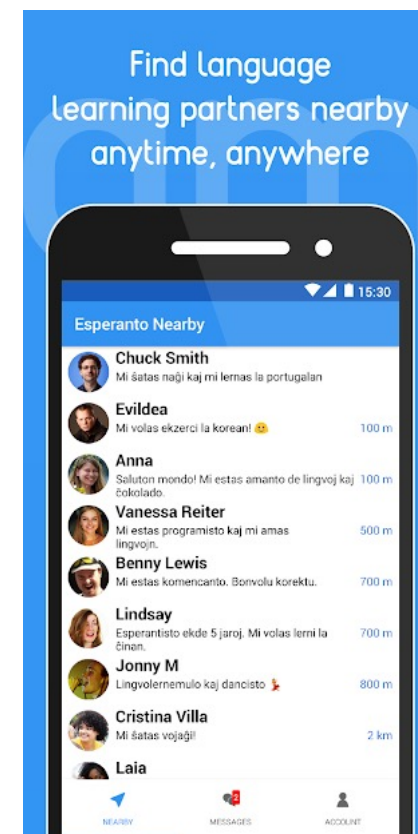 Find language
learning partners nearby
anytime, anywhere
15:30
Esperanto Nearby
Chuck Smith
Mi ŝatas naĝi kaj mi lernas la portugalan
Evildea
Mi volas ekzerci la korean! 😊 100 m
Anna
Saluton mondo! Mi estas amanto de lingvoj kaj 100 m
ĉokolado.
Vanessa Reiter
Mi estas programisto kaj mi amas 500 m
lingvojn.
Benny Lewis
Mi estas komencanto. Bonvolu korektu. 700 m
Lindsay
Esperantisto ekde 5 jaroj. Mi volas lerni la 700 m
ĉinan.
Jonny M
Lingvolernemulo kaj dancisto 💃 800 m
Cristina Villa
Mi ŝatas vojaĝi! 2 km
Laia
2
NEARBY MESSAGES ACCOUNT